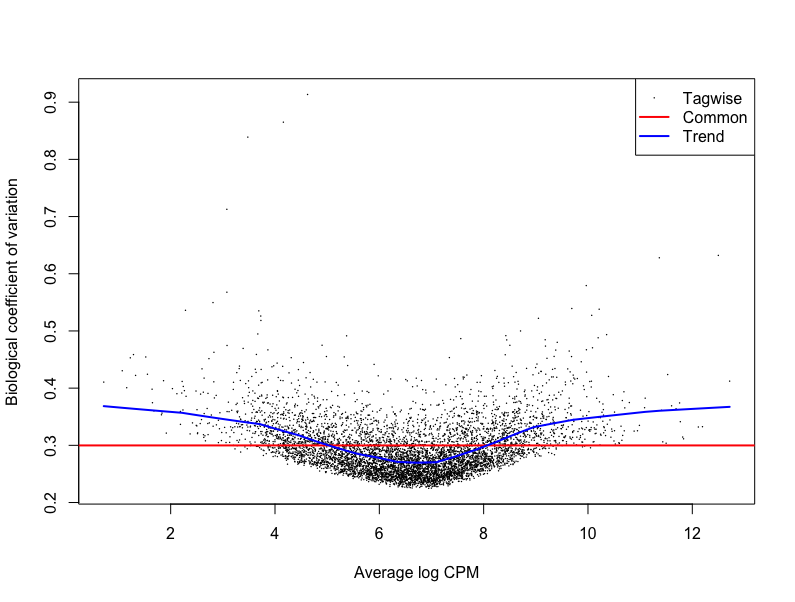 Tagwise
Common
Trend
0.9
0.8
0.7
0.6
0.5
0.4
0.3
0.2
Biological coefficient of variation
2 4 6 8 10 12
Average log CPM